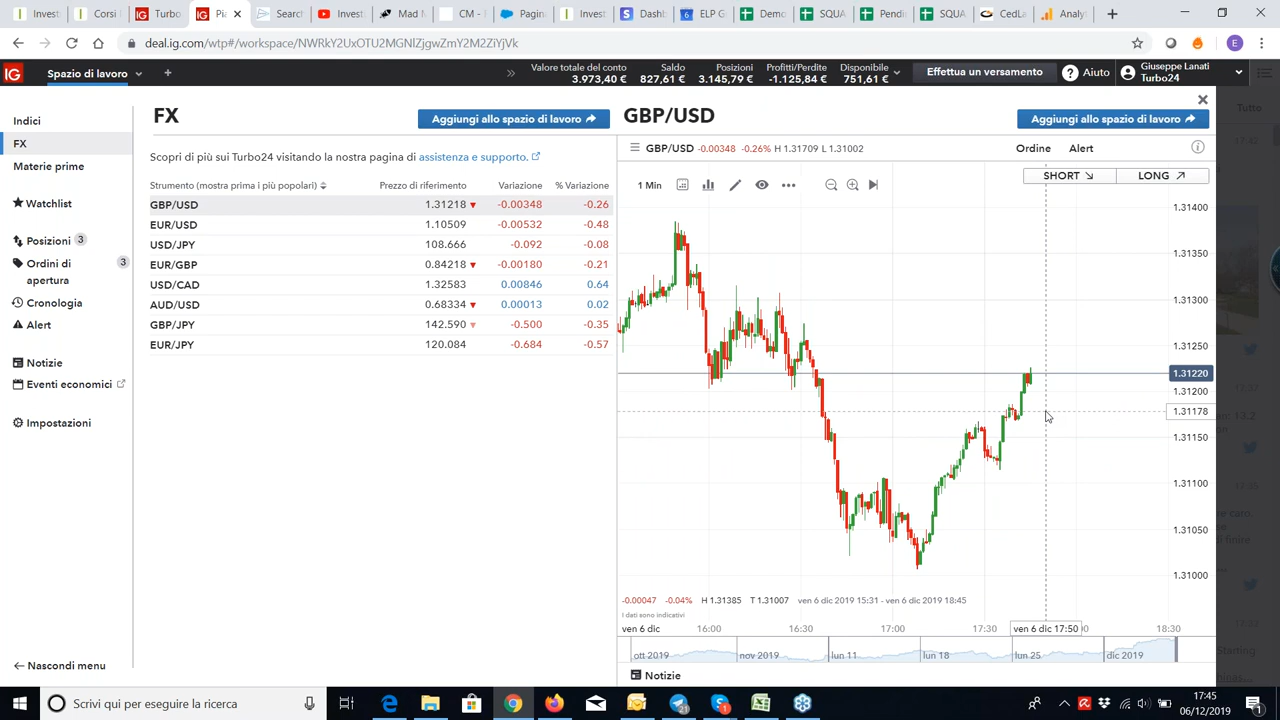 Investi
Corsi I
Turbo
Pia
Search
Investi
Mad M
CM - E
Pagina
Invest
Dashb
ELP G
Demo
SQUA
Pend
SQUA
CedLa
Analy
deal.ig.com/wtp#/workspace/NWRkY2UxOTU2MGNlZjgwZmY2M2ZiYjVk
E
IG
Spazio di lavoro
Valore totale del conto
3.973,40 €
Saldo
827,61 €
Posizioni
3.145,79 €
Profitti/Perdite
-1.125,84 €
Disponibile
751,61 €
Effettua un versamento
Aiuto
Giuseppe Lanati
Turbo24
Tutte
Indici
FX
Materie prime
Watchlist
Posizioni 3
Ordini di
apertura 3
Cronologia
Alert
Notizie
Eventi economici
Impostazioni
Nascondi menu
FX
Aggiungi allo spazio di lavoro
Scopri di più sui Turbo24 visitando la nostra pagina di assistenza e supporto.
Strumento (mostra prima i più popolari) Prezzo di riferimento Variazione % Variazione
GBP/USD 1.31218 -0.00348 -0.26
EUR/USD 1.10509 -0.00532 -0.48
USD/JPY 108.666 -0.092 -0.08
EUR/GBP 0.84218 -0.00180 -0.21
USD/CAD 1.32583 0.00846 0.64
AUD/USD 0.68334 0.00013 0.02
GBP/JPY 142.590 -0.500 -0.35
EUR/JPY 120.084 -0.684 -0.57
GBP/USD
Aggiungi allo spazio di lavoro
GBP/USD -0.00348 -0.26% H 1.31709 L 1.31002
Ordine
Alert
1 Min
SHORT
LONG
1.31400
1.31350
1.31300
1.31250
1.31220
1.31200
1.31178
1.31150
1.31100
1.31050
1.31000
-0.00047 -0.04% H 1.31385 T 1.31007 ven 6 dic 2019 15:31 - ven 6 dic 2019 18:45
I dati sono indicativi
ven 6 dic 16:00 16:30 17:00 17:30 ven 6 dic 17:50 18:30
ott 2019 nov 2019 lun 11 lun 18 lun 25 dic 2019
Notizie
Scrivi qui per eseguire la ricerca
17:45
06/12/2019